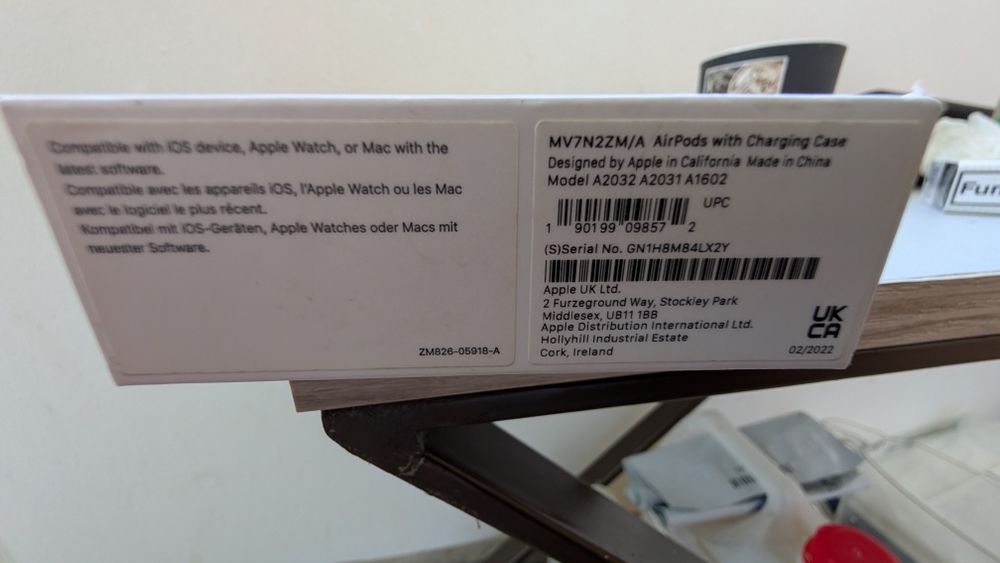 Compatible with iOS device, Apple Watch, or Mac with the
latest software.
Compatible avec les appareils iOS, l'Apple Watch ou les Mac
avec le logiciel le plus récent.
Kompatibel mit iOS-Geräten, Apple Watches oder Macs mit
neuester Software.
ZM826-05918-A
MV7N2ZM/A AirPods with Charging Case
Designed by Apple in California Made in China
Model A2032 A2031 A1602
UPC
1 90199 09857 2
(S)Serial No. GN1H8M84LX2Y
Apple UK Ltd.
2 Furzeground Way, Stockley Park
Middlesex, UB11 1BB
Apple Distribution International Ltd.
Hollyhill Industrial Estate
Cork, Ireland
UK
CA
02/2022
Fun